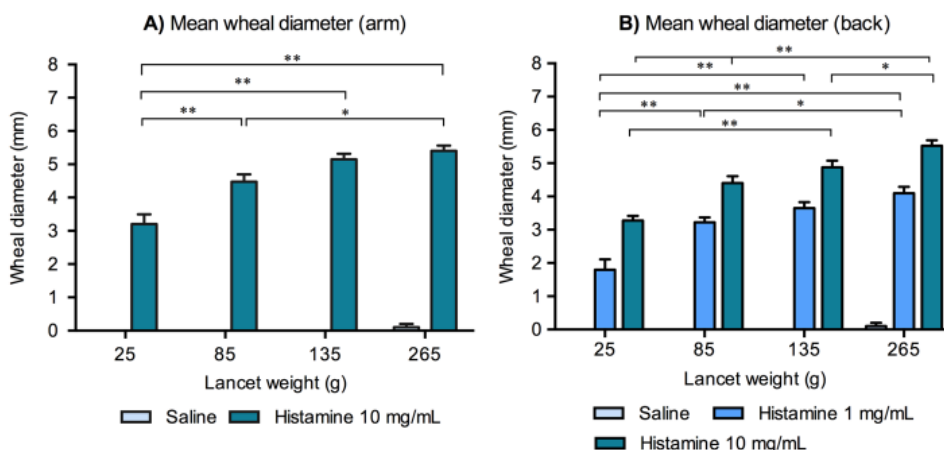 A) Mean wheal diameter (arm)
**
**
**
*
8
7
6
5
4
3
2
1
0
Wheal diameter (mm)
25 85 135 265
Lancet weight (g)
Saline Histamine 10 mg/mL
B) Mean wheal diameter (back)
**
**
*
**
**
*
**
8
7
6
5
4
3
2
1
0
Wheal diamater (mm)
25 85 135 265
Lancet weight (g)
Saline Histamine 1 mg/mL
Histamine 10 mg/mL